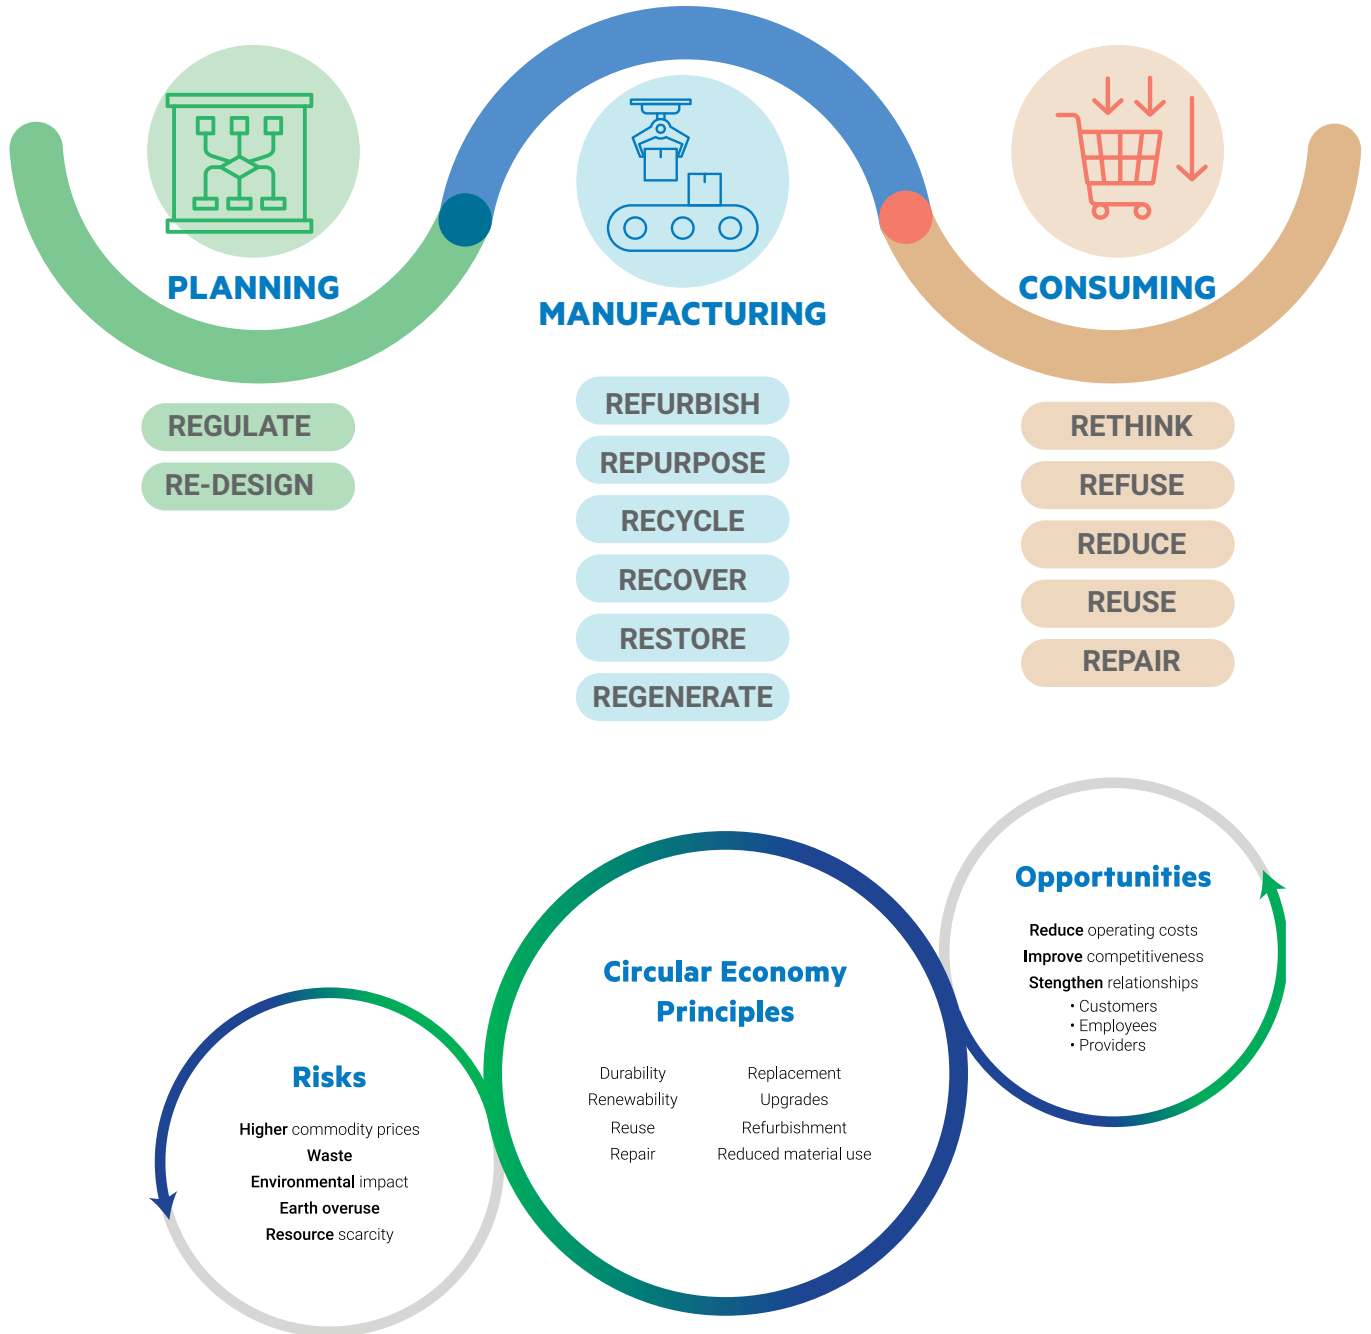 PLANNING
REGULATE
RE-DESIGN
MANUFACTURING
REFURBISH
REPURPOSE
RECYCLE
RECOVER
RESTORE
REGENERATE
CONSUMING
RETHINK
REFUSE
REDUCE
REUSE
REPAIR
Risks
Higher commodity prices
Waste
Environmental impact
Earth overuse
Resource scarcity
Circular Economy
Principles
Durability
Renewability
Reuse
Repair
Replacement
Upgrades
Refurbishment
Reduced material use
Opportunities
Reduce operating costs
Improve competitiveness
Stengthen relationships
• Customers
• Employees
• Providers